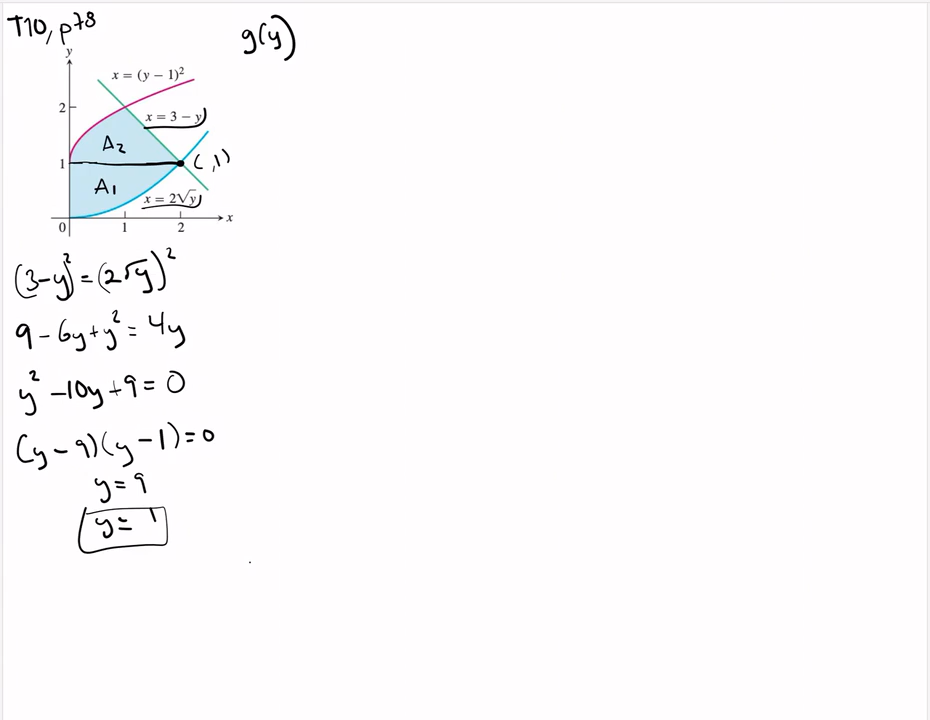 T10, p78
g(y)
y
x = (y − 1)²
2
x = 3 − y
A₂
1
( ,1)
A₁
x = 2√y
0
1
2
x
(3−y)² = (2√y)²
9 − 6y + y² = 4y
y² − 10y + 9 = 0
(y − 9)(y − 1) = 0
y = 9
y = 1